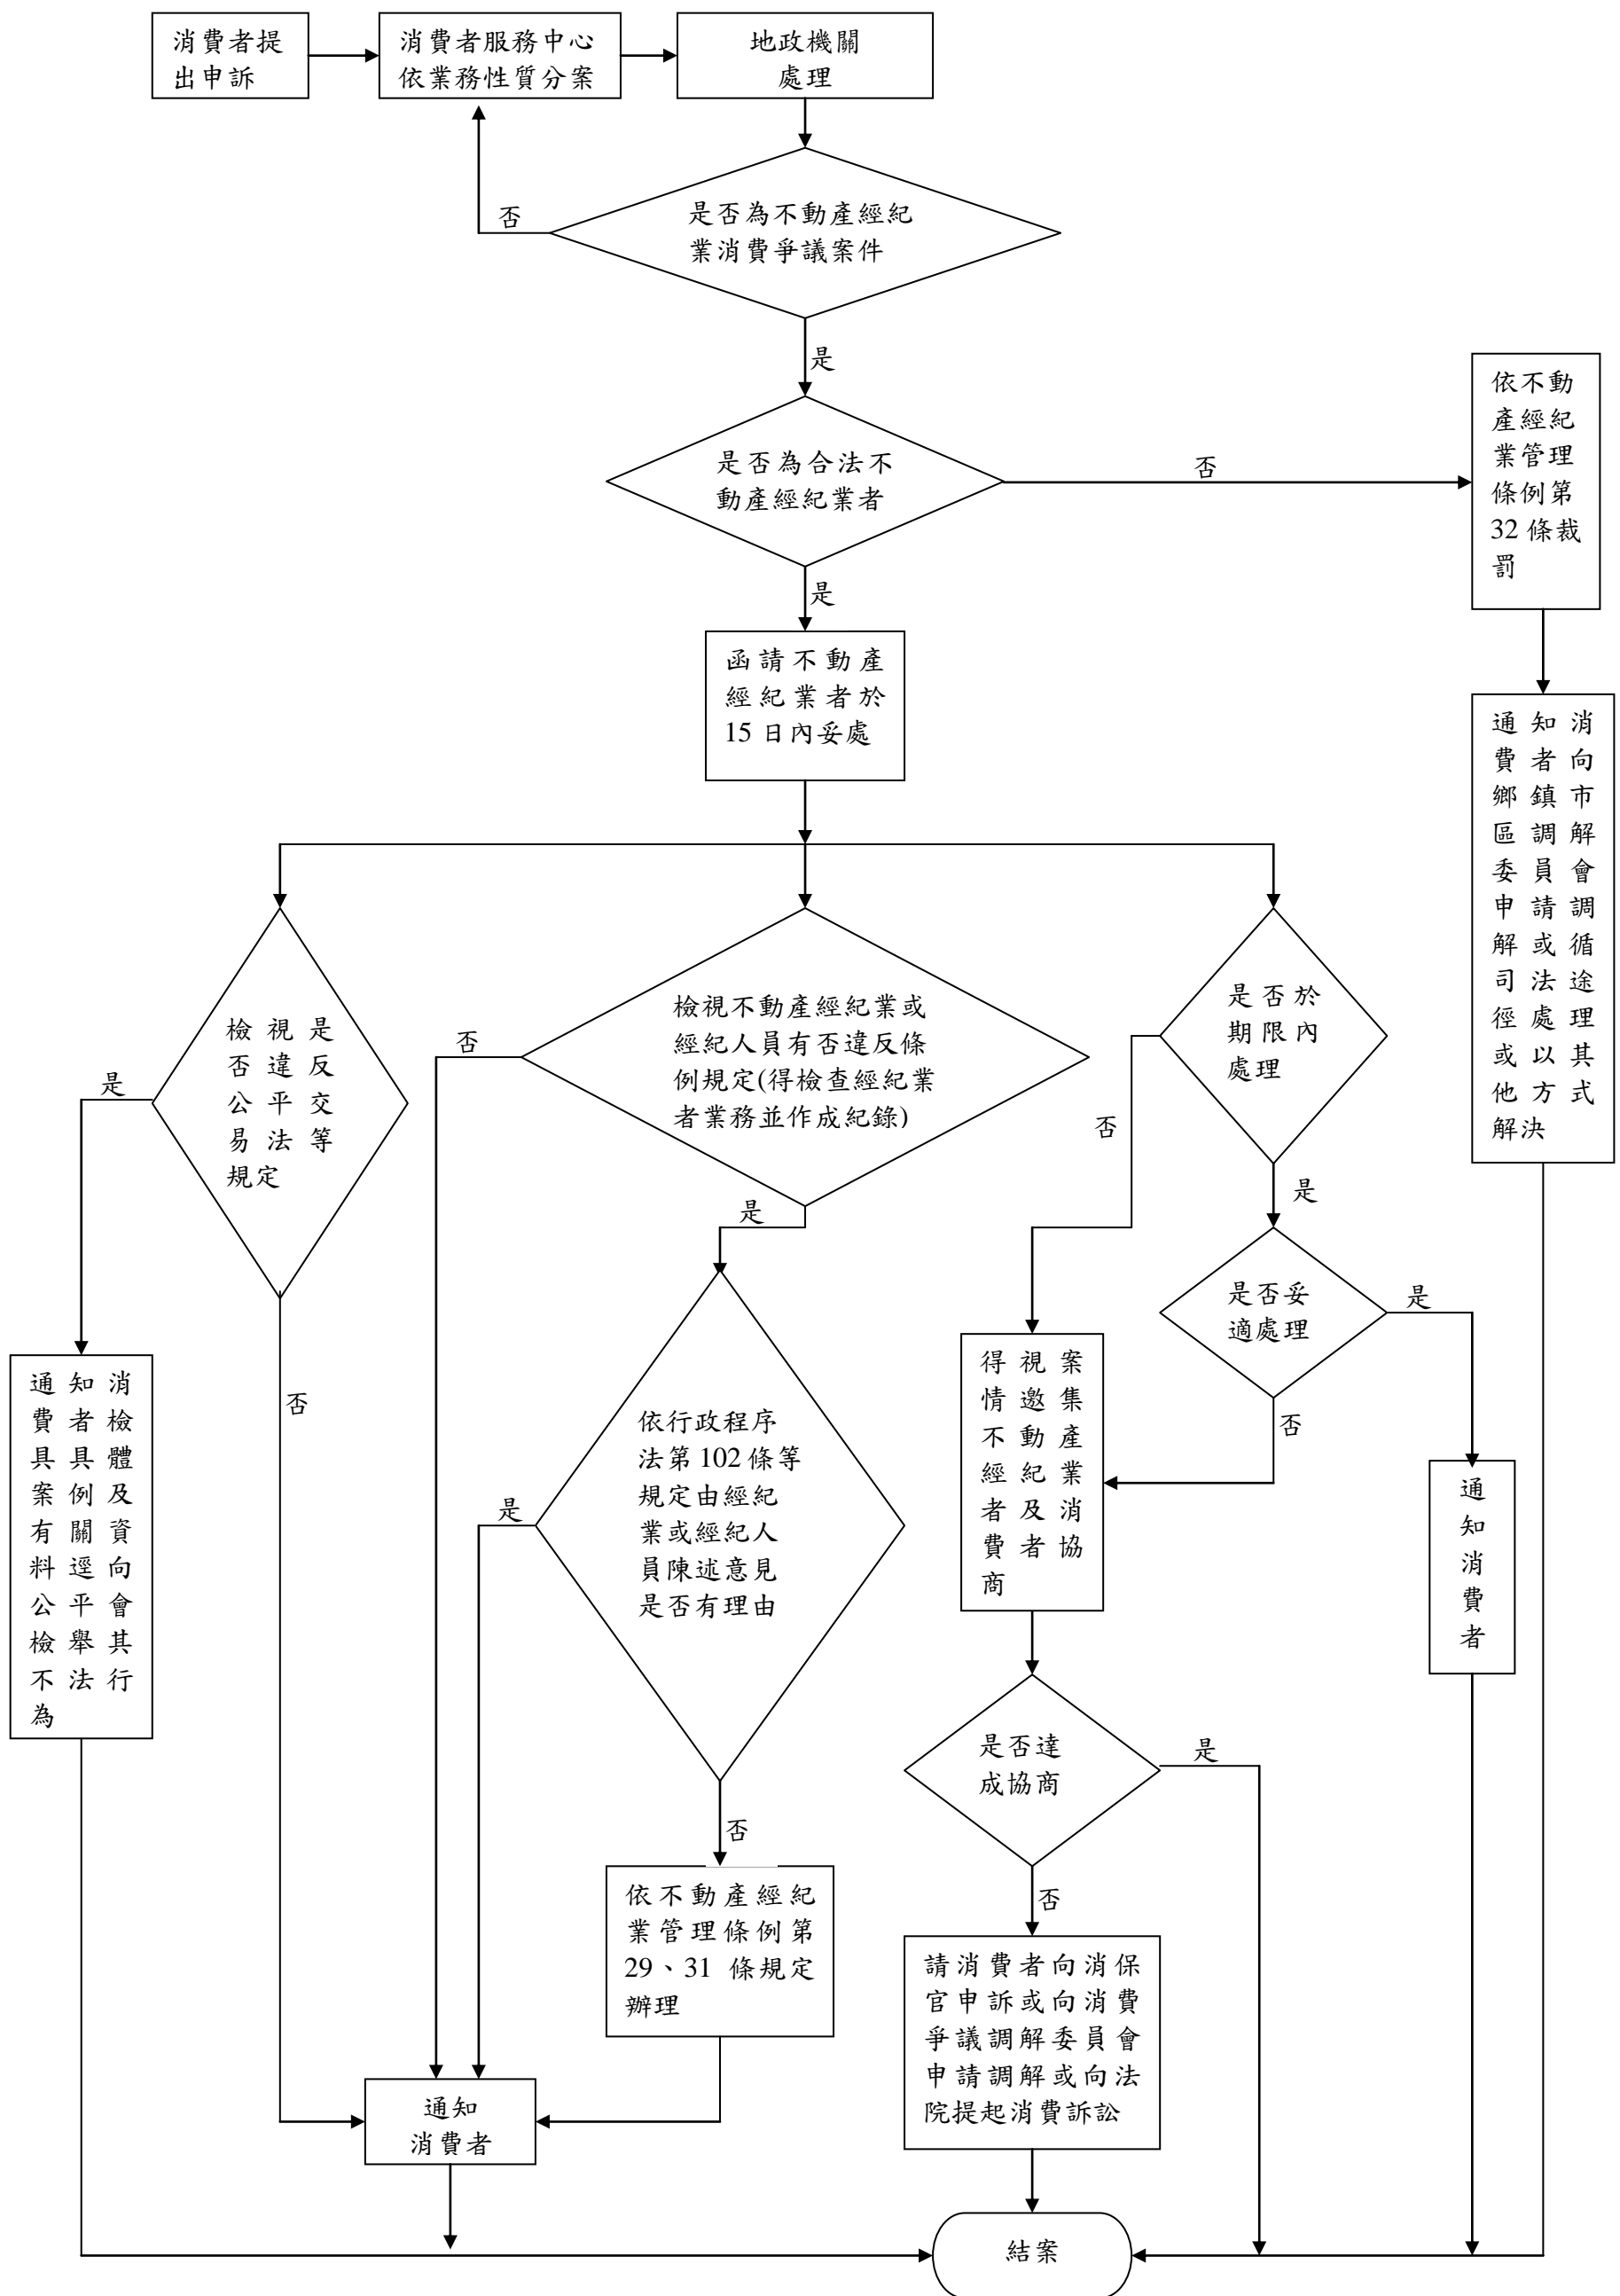 消費者提
出申訴
消費者服務中心
依業務性質分案
地政機關
處理
否
是否為不動產經紀
業消費爭議案件
是
是否為合法不
動產經紀業者
否
依不動
產經紀
業管理
條例第
32 條裁
罰
是
函請不動產
經紀業者於
15 日內妥處
通知消
費者向
鄉鎮市
區調解
委員會
申請調
解或循
司法途
徑處理
或以其
他方式
解決
是
檢視是
否違反
公平交
易法等
規定
否
檢視不動產經紀業或
經紀人員有否違反條
例規定(得檢查經紀業
者業務並作成紀錄)
否
是否於
期限內
處理
是
是
是否妥
適處理
是
通知消
費者檢
具具體
案例及
有關資
料逕向
公平會
檢舉其
不法行
為
否
依行政程序
法第 102 條等
規定由經紀
業或經紀人
員陳述意見
是否有理由
是
得視案
情邀集
不動產
經紀業
者及消
費者協
商
否
通
知
消
費
者
是否達
成協商
是
否
依不動產經紀
業管理條例第
29、31 條規定
辦理
否
請消費者向消保
官申訴或向消費
爭議調解委員會
申請調解或向法
院提起消費訴訟
通知
消費者
結案